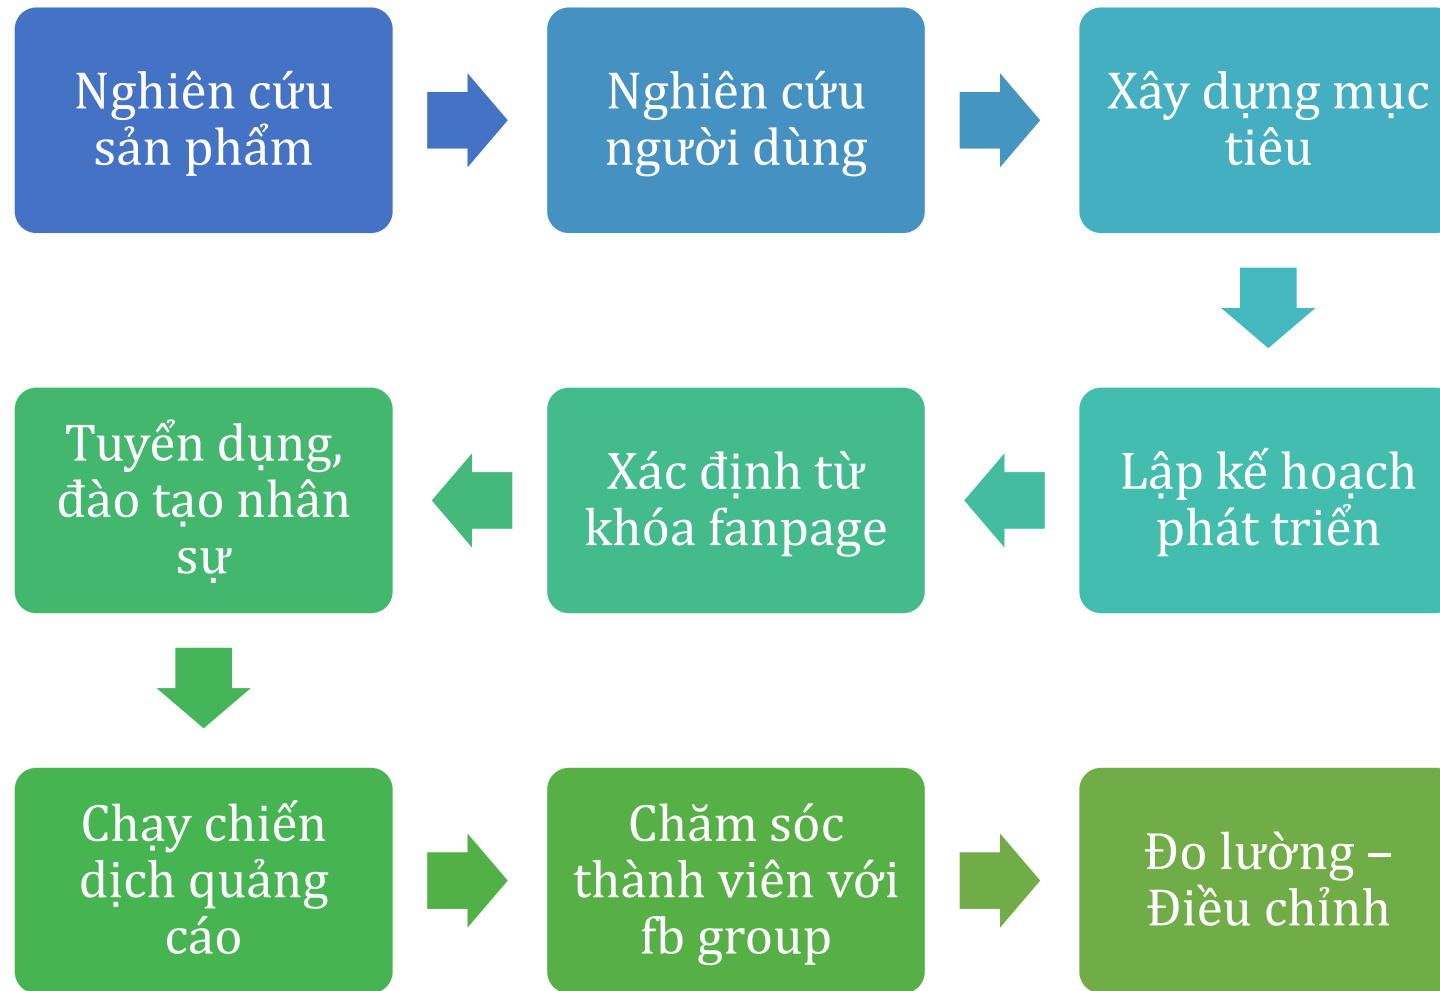 Nghiên cứu
sản phẩm
Nghiên cứu
người dùng
Xây dựng mục
tiêu
Lập kế hoạch
phát triển
Xác định từ
khóa fanpage
Tuyển dụng,
đào tạo nhân
sự
Chạy chiến
dịch quảng
cáo
Chăm sóc
thành viên với
fb group
Đo lường –
Điều chỉnh